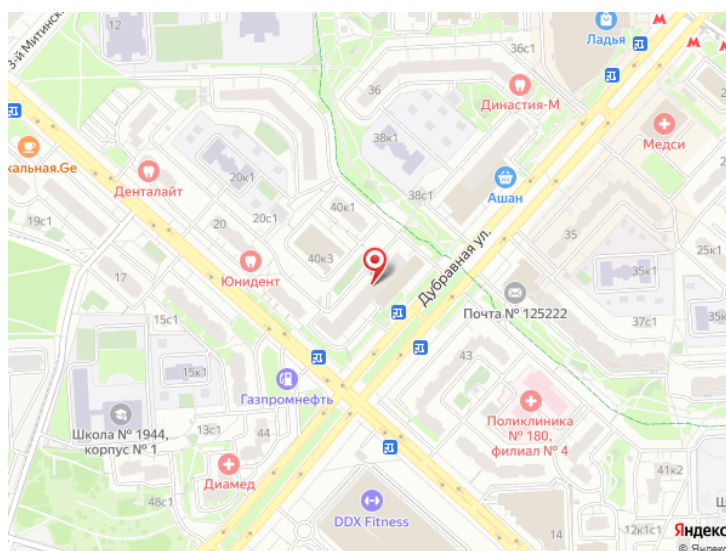 12
3-й Митинск
36с1
Ладья
М
М
36
Династия-М
38к1
Медси
кальная.Ge
Денталайт
20к1
38с1
Ашан
19с1
20
20с1
40к1
35
25к1
Дубравная ул.
17
Юнидент
40к3
35к1
Почта № 125222
35к
15с1
37с1
43
15к1
Газпромнефть
Поликлиника
№ 180,
филиал № 4
Школа № 1944,
корпус № 1
13с1
44
Диамед
41к2
48с1
Ш
DDX Fitness
14
12к1с1
Яндекс
© Яндек